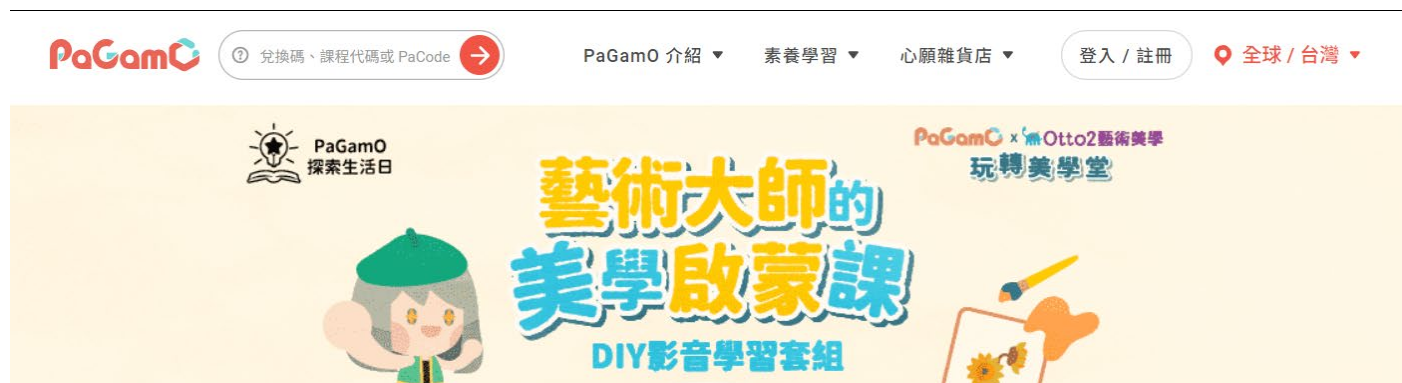 PaGamO
兌換碼、課程代碼或 PaCode
PaGamO 介紹
素養學習
心願雜貨店
登入 / 註冊
全球 / 台灣
PaGamO
探索生活日
PaGamO x Otto2藝術美學
玩轉美學堂
藝術大師的
美學啟蒙課
DIY影音學習套組